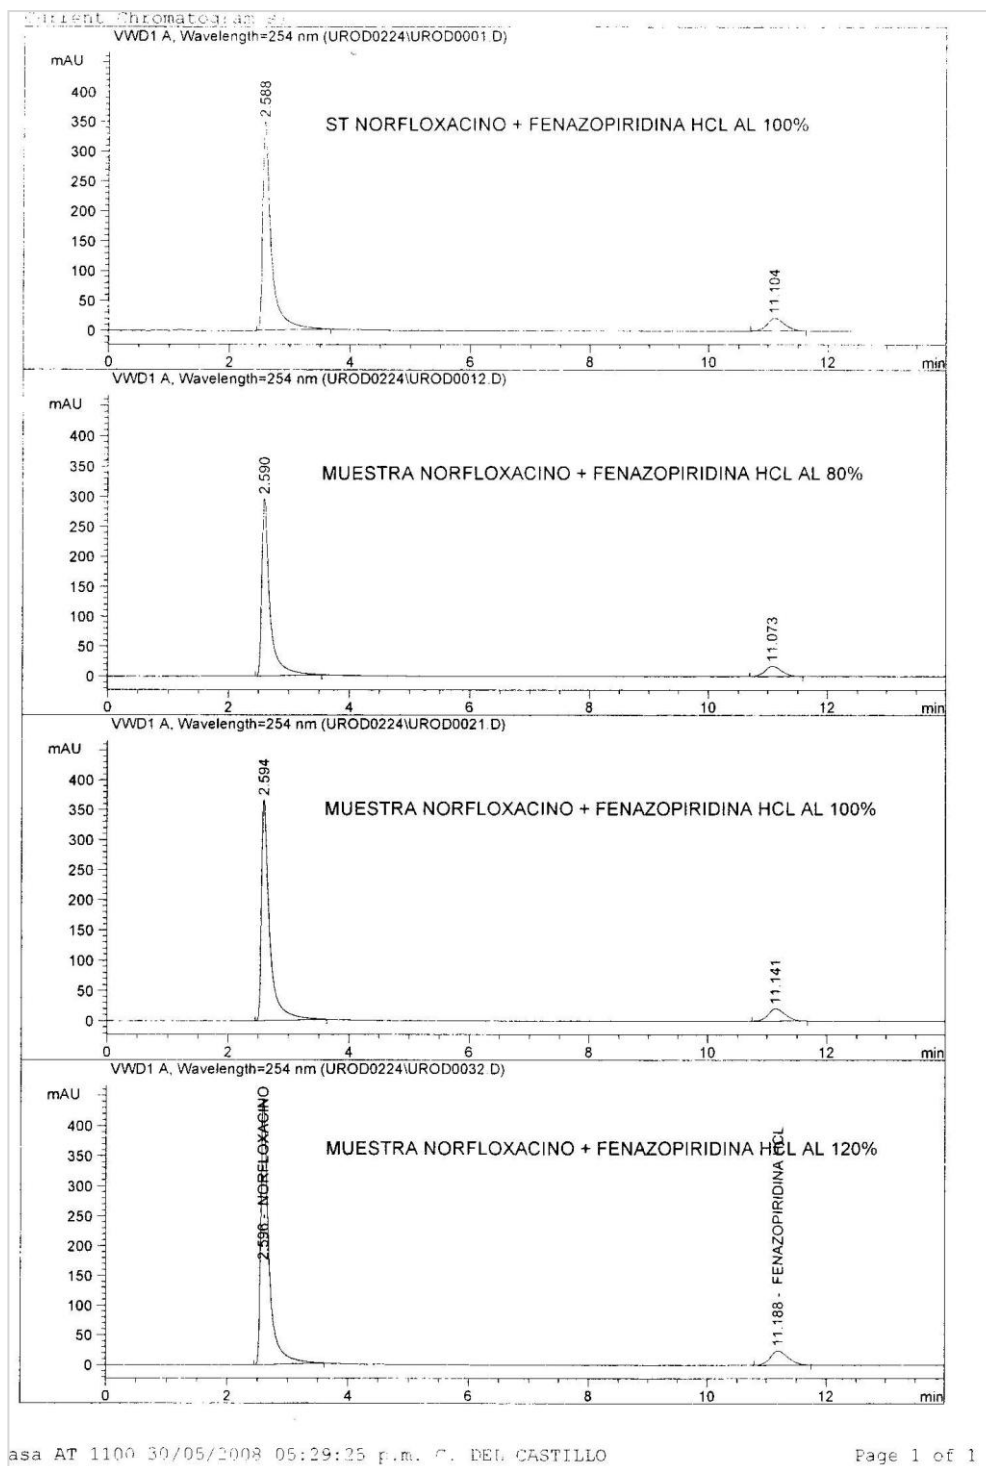 Current Chromatogram(s)
VWD1 A, Wavelength=254 nm (UROD0224\UROD0001.D)
mAU
400
350
300
250
200
150
100
50
0
2.588
ST NORFLOXACINO + FENAZOPIRIDINA HCL AL 100%
11.104
0 2 4 6 8 10 12 min
VWD1 A, Wavelength=254 nm (UROD0224\UROD0012.D)
mAU
400
350
300
250
200
150
100
50
0
2.590
MUESTRA NORFLOXACINO + FENAZOPIRIDINA HCL AL 80%
11.073
0 2 4 6 8 10 12 min
VWD1 A, Wavelength=254 nm (UROD0224\UROD0021.D)
mAU
400
350
300
250
200
150
100
50
0
2.594
MUESTRA NORFLOXACINO + FENAZOPIRIDINA HCL AL 100%
11.141
0 2 4 6 8 10 12 min
VWD1 A, Wavelength=254 nm (UROD0224\UROD0032.D)
mAU
400
350
300
250
200
150
100
50
0
2.596 - NORFLOXACINO
MUESTRA NORFLOXACINO + FENAZOPIRIDINA HCL AL 120%
11.188 - FENAZOPIRIDINA HCL
0 2 4 6 8 10 12 min
asa AT 1100 30/05/2008 05:29:25 p.m. C. DEL CASTILLO
Page 1 of 1